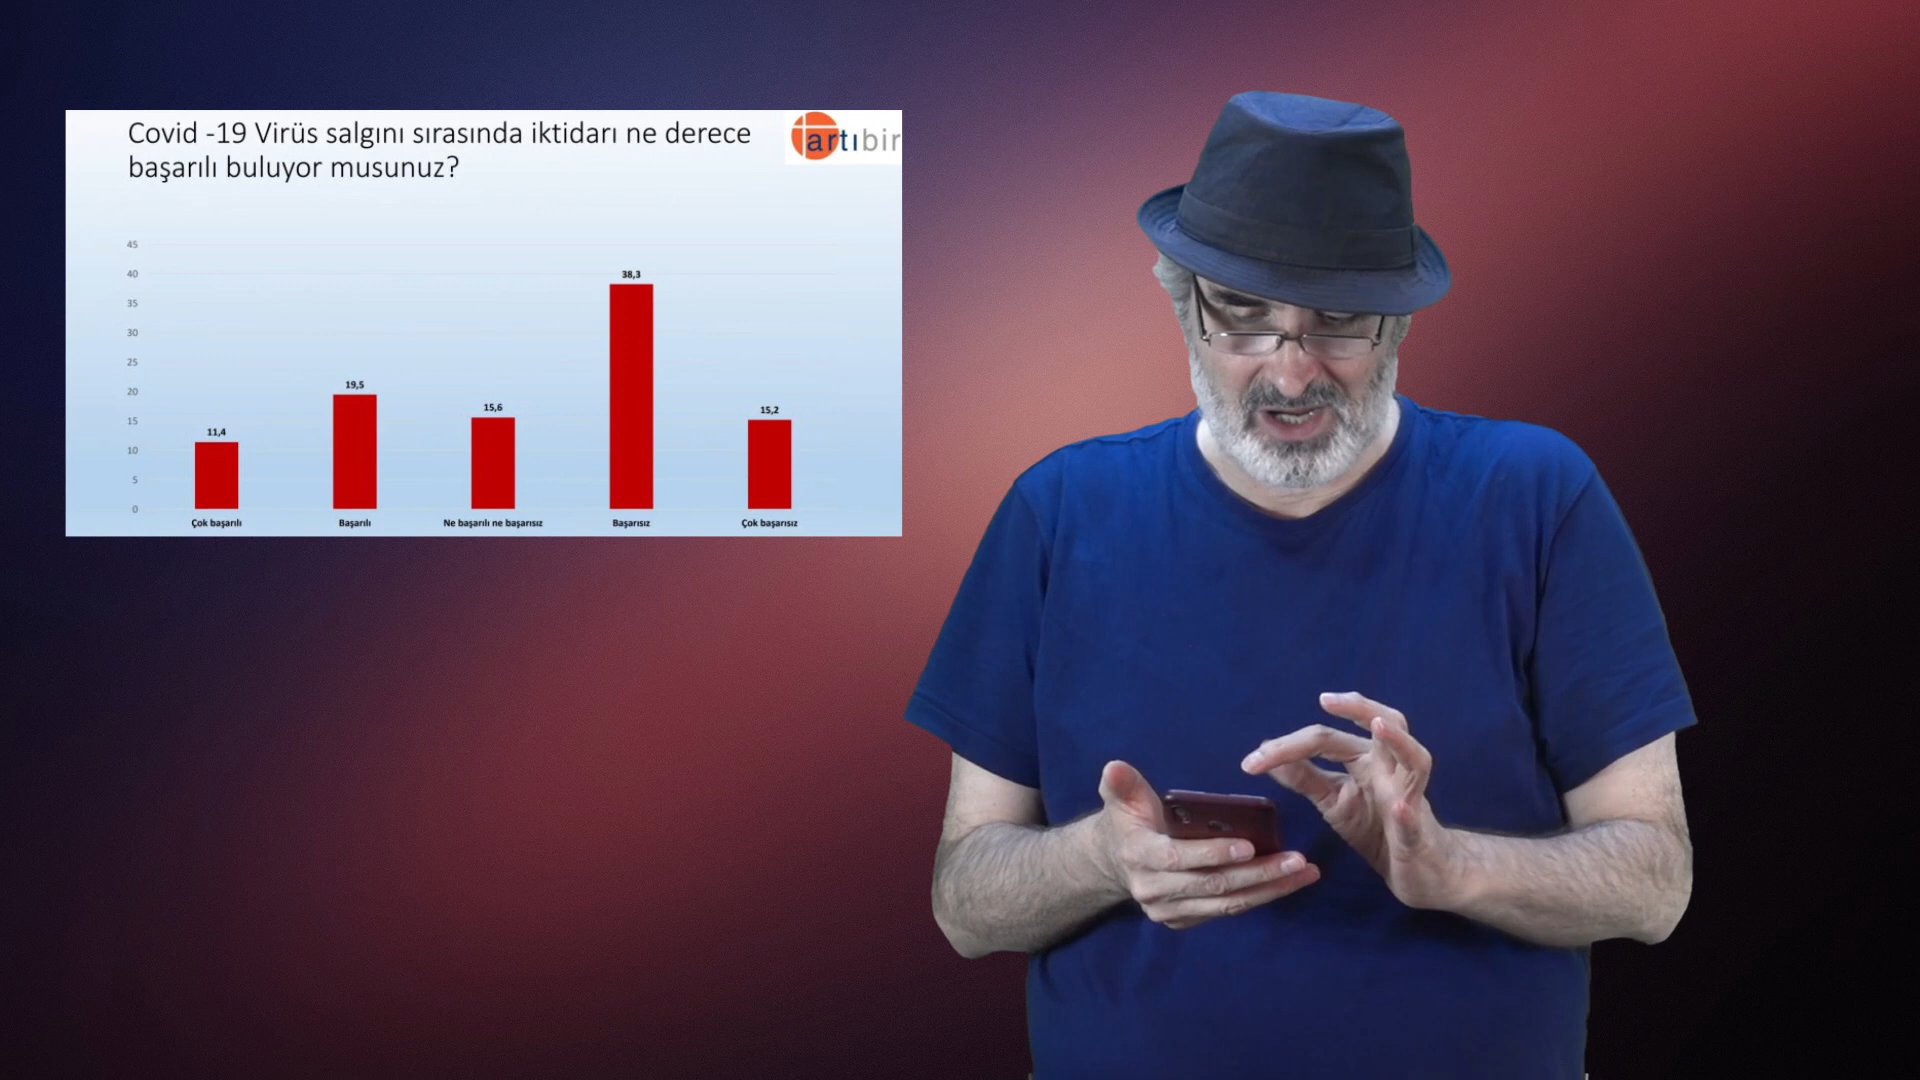 Covid -19 Virüs salgını sırasında iktidarı ne derece
başarılı buluyor musunuz?
artıbir
45
40
35
30
25
20
15
10
5
0
11,4
19,5
15,6
38,3
15,2
Çok başarılı
Başarılı
Ne başarılı ne başarısız
Başarısız
Çok başarısız